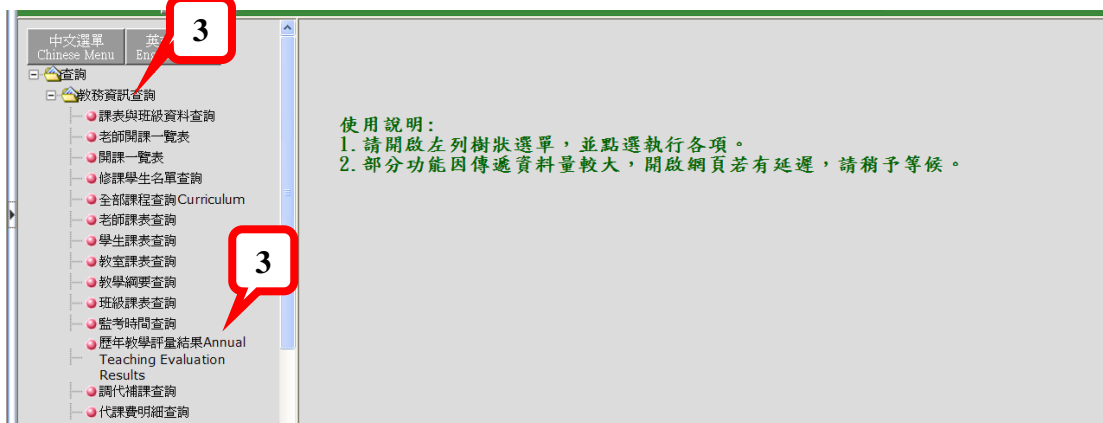 3
中文選單
Chinese Menu
查詢
教務資訊查詢
課表與班級資料查詢
老師開課一覽表
開課一覽表
修課學生名單查詢
全部課程查詢Curriculum
老師課表查詢
學生課表查詢
教室課表查詢
3
教學綱要查詢
班級課表查詢
監考時間查詢
歷年教學評量結果Annual
Teaching Evaluation
Results
調代補課查詢
代課費明細查詢
使用說明:
1.請開啟左列樹狀選單，並點選執行各項。
2.部分功能因傳遞資料量較大，開啟網頁若有延遲，請稍予等候。